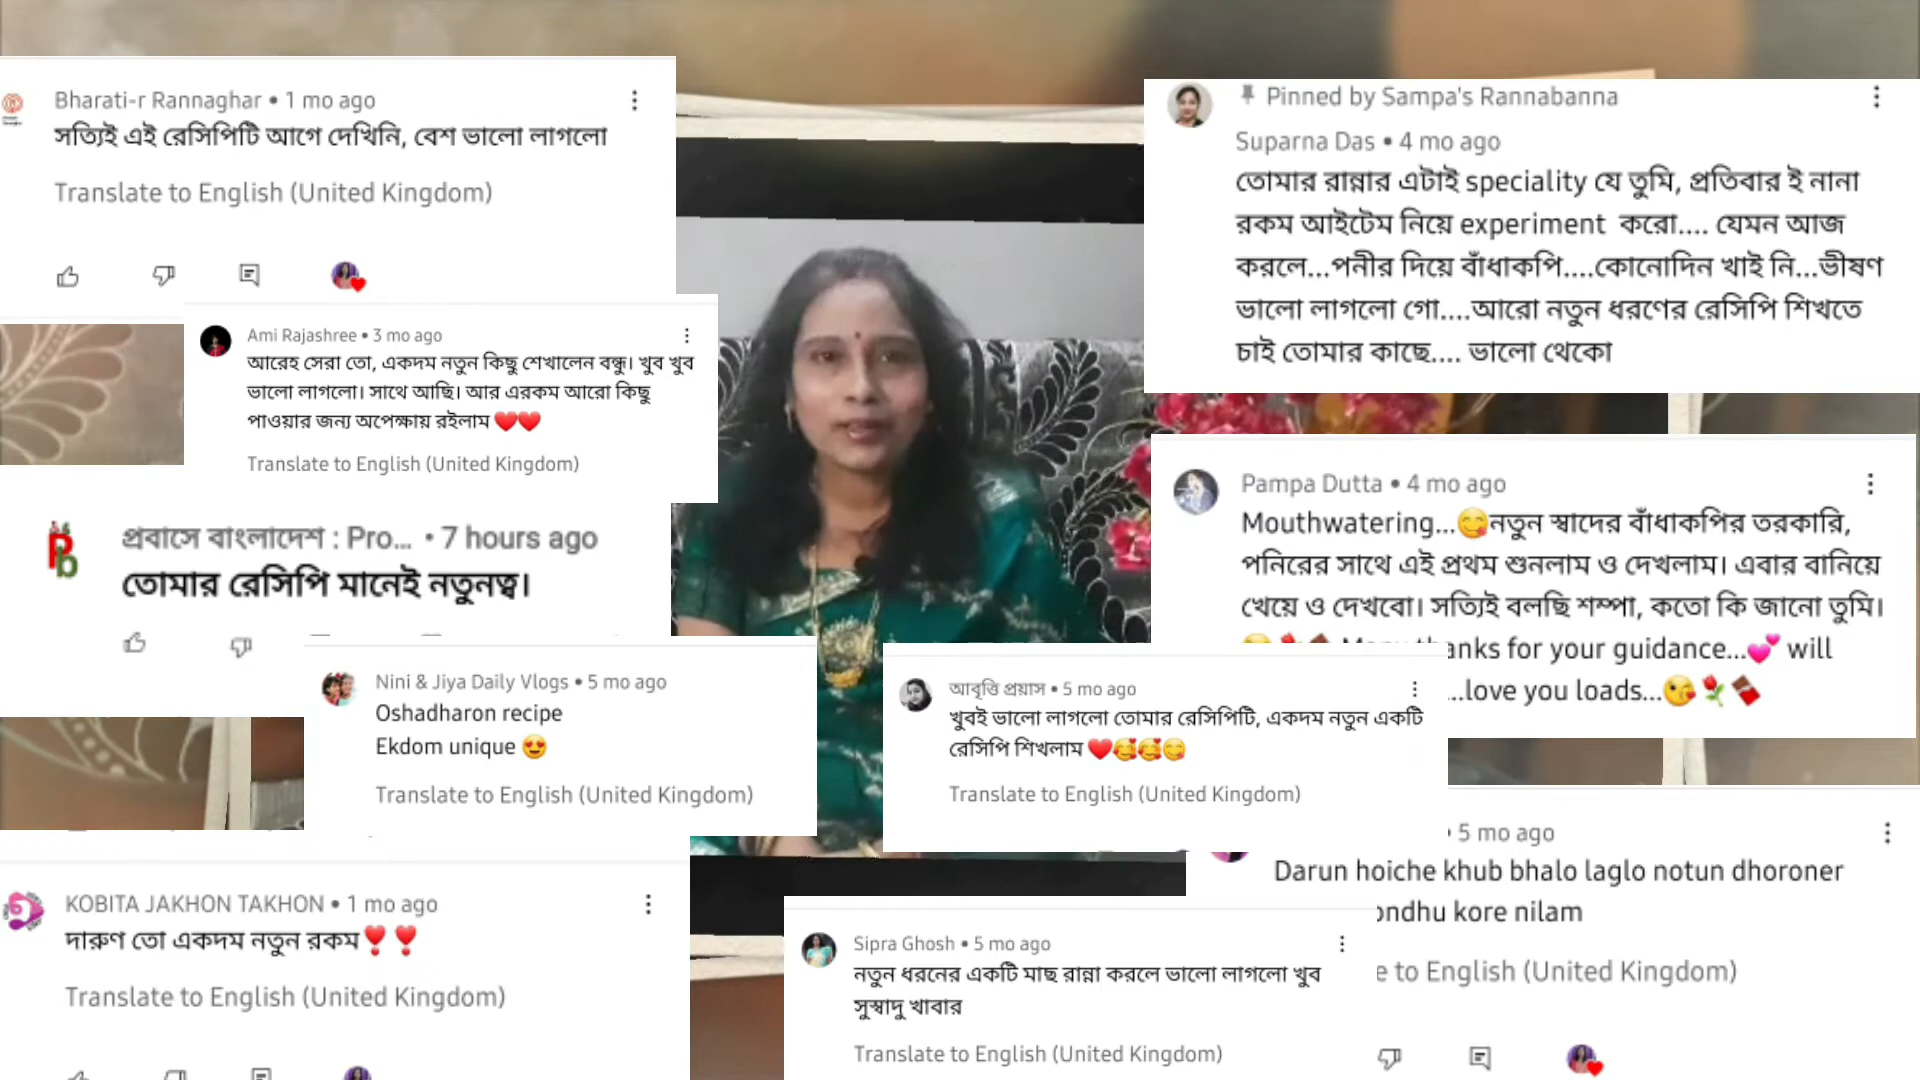 Bharati-r Rannaghar • 1 mo ago
সত্যিই এই রেসিপিটি আগে দেখিনি, বেশ ভালো লাগলো
Translate to English (United Kingdom)
Ami Rajashree • 3 mo ago
আরেহ সেরা তো, একদম নতুন কিছু শেখালেন বন্ধু। খুব খুব
ভালো লাগলো। সাথে আছি। আর এরকম আরো কিছু
পাওয়ার জন্য অপেক্ষায় রইলাম ❤️❤️
Translate to English (United Kingdom)
প্রবাসে বাংলাদেশ : Pro... • 7 hours ago
তোমার রেসিপি মানেই নতুনত্ব।
Nini & Jiya Daily Vlogs • 5 mo ago
Oshadharon recipe
Ekdom unique 😍
Translate to English (United Kingdom)
KOBITA JAKHON TAKHON • 1 mo ago
দারুণ তো একদম নতুন রকম❣️❣️
Translate to English (United Kingdom)
Pinned by Sampa's Rannabanna
Suparna Das • 4 mo ago
তোমার রান্নার এটাই speciality যে তুমি, প্রতিবার ই নানা
রকম আইটেম নিয়ে experiment করো.... যেমন আজ
করলে...পনীর দিয়ে বাঁধাকপি....কোনোদিন খাই নি...ভীষণ
ভালো লাগলো গো....আরো নতুন ধরণের রেসিপি শিখতে
চাই তোমার কাছে.... ভালো থেকো
Pampa Dutta • 4 mo ago
Mouthwatering...😋নতুন স্বাদের বাঁধাকপির তরকারি,
পনিরের সাথে এই প্রথম শুনলাম ও দেখলাম। এবার বানিয়ে
খেয়ে ও দেখবো। সত্যিই বলছি শম্পা, কতো কি জানো তুমি।
for your guidance...💕 will
...love you loads...😘🌹🍫
আবৃত্তি প্রয়াস • 5 mo ago
খুবই ভালো লাগলো তোমার রেসিপিটি, একদম নতুন একটি
রেসিপি শিখলাম ❤️🥰🥰😋
Translate to English (United Kingdom)
• 5 mo ago
Darun hoiche khub bhalo laglo notun dhoroner
kore nilam
to English (United Kingdom)
Sipra Ghosh • 5 mo ago
নতুন ধরনের একটি মাছ রান্না করলে ভালো লাগলো খুব
সুস্বাদু খাবার
Translate to English (United Kingdom)